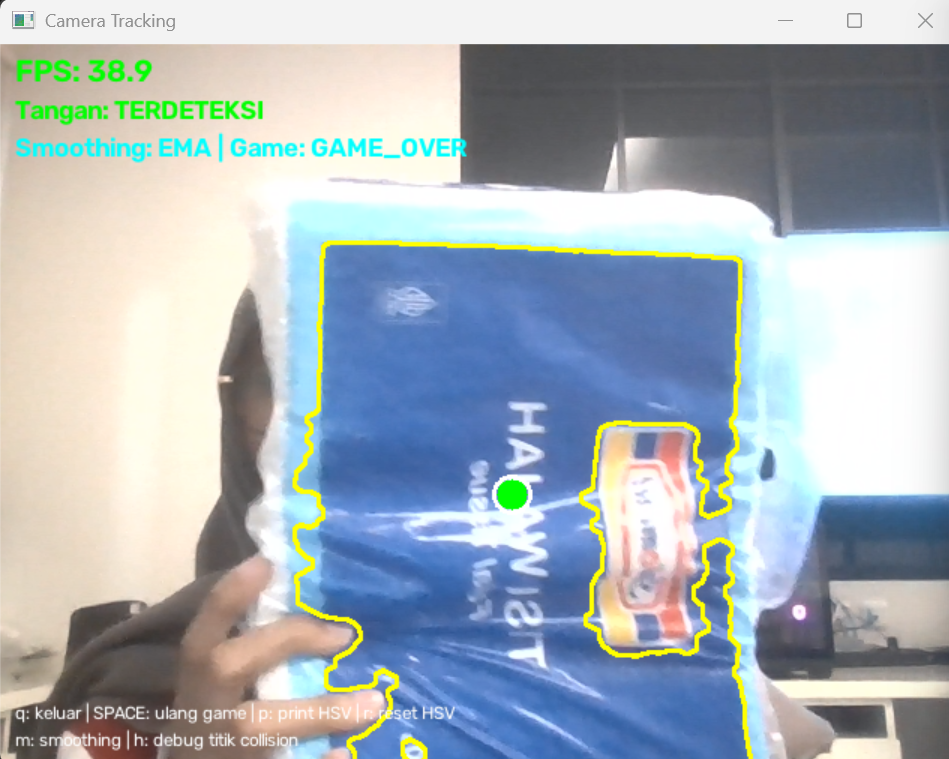 Camera Tracking
FPS: 38.9
Tangan: TERDETEKSI
Smoothing: EMA | Game: GAME_OVER
q: keluar | SPACE: ulang game | p: print HSV | r: reset HSV
m: smoothing | h: debug titik collision